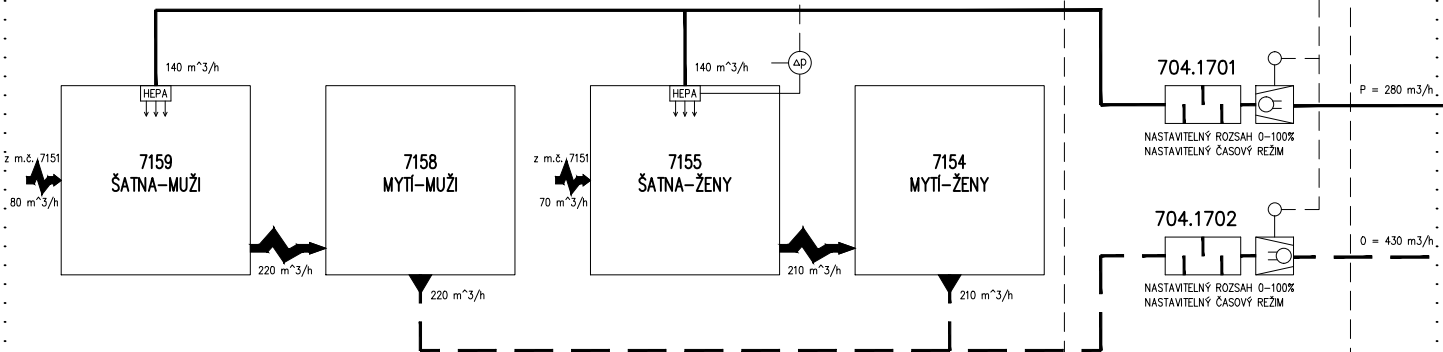 140 m^3/h
HEPA
z m.č. 7151
80 m^3/h
7159
ŠATNA-MUŽI
220 m^3/h
7158
MYTÍ-MUŽI
220 m^3/h
140 m^3/h
Δp
HEPA
z m.č. 7151
70 m^3/h
7155
ŠATNA-ŽENY
210 m^3/h
7154
MYTÍ-ŽENY
210 m^3/h
704.1701
NASTAVITELNÝ ROZSAH 0-100%
NASTAVITELNÝ ČASOVÝ REŽIM
P = 280 m3/h
704.1702
NASTAVITELNÝ ROZSAH 0-100%
NASTAVITELNÝ ČASOVÝ REŽIM
O = 430 m3/h